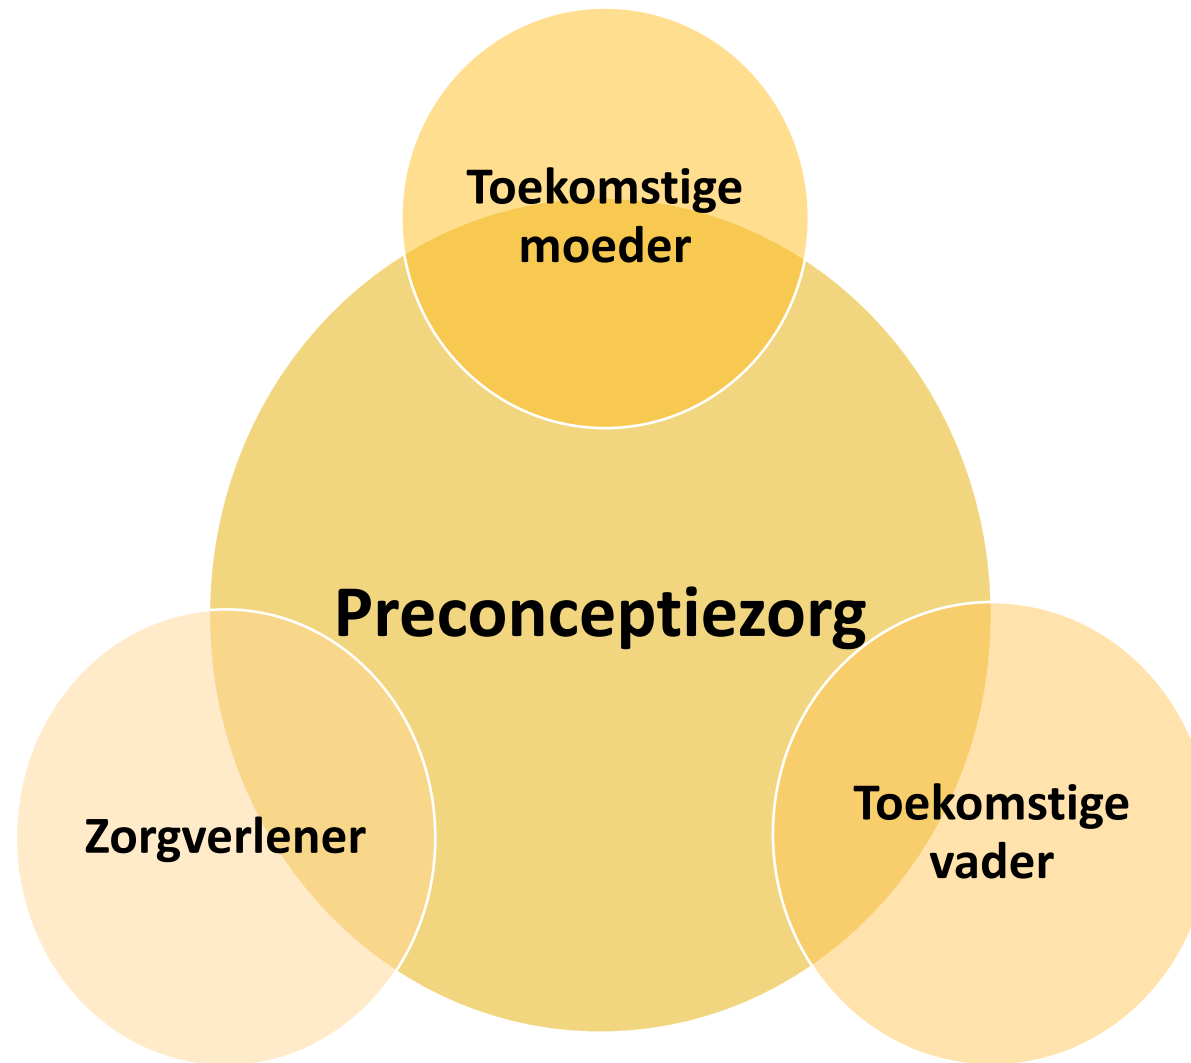 Toekomstige
moeder
Preconceptiezorg
Zorgverlener
Toekomstige
vader